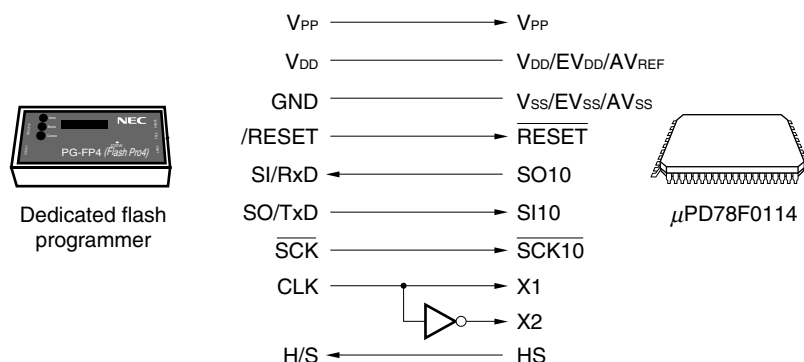 VPP VPP
VDD VDD/EVDD/AVREF
GND VSS/EVSS/AVSS
/RESET RESET
SI/RxD SO10
SO/TxD SI10
SCK SCK10
CLK X1
X2
H/S HS
NEC
PG-FP4 (Flash Pro4)
Dedicated flash
programmer
μPD78F0114